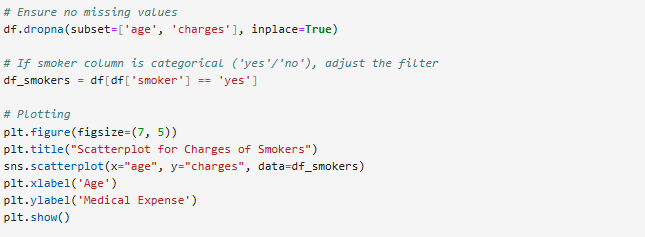 # Ensure no missing values
df.dropna(subset=['age', 'charges'], inplace=True)
# If smoker column is categorical ('yes'/'no'), adjust the filter
df_smokers = df[df['smoker'] == 'yes']
# Plotting
plt.figure(figsize=(7, 5))
plt.title("Scatterplot for Charges of Smokers")
sns.scatterplot(x="age", y="charges", data=df_smokers)
plt.xlabel('Age')
plt.ylabel('Medical Expense')
plt.show()